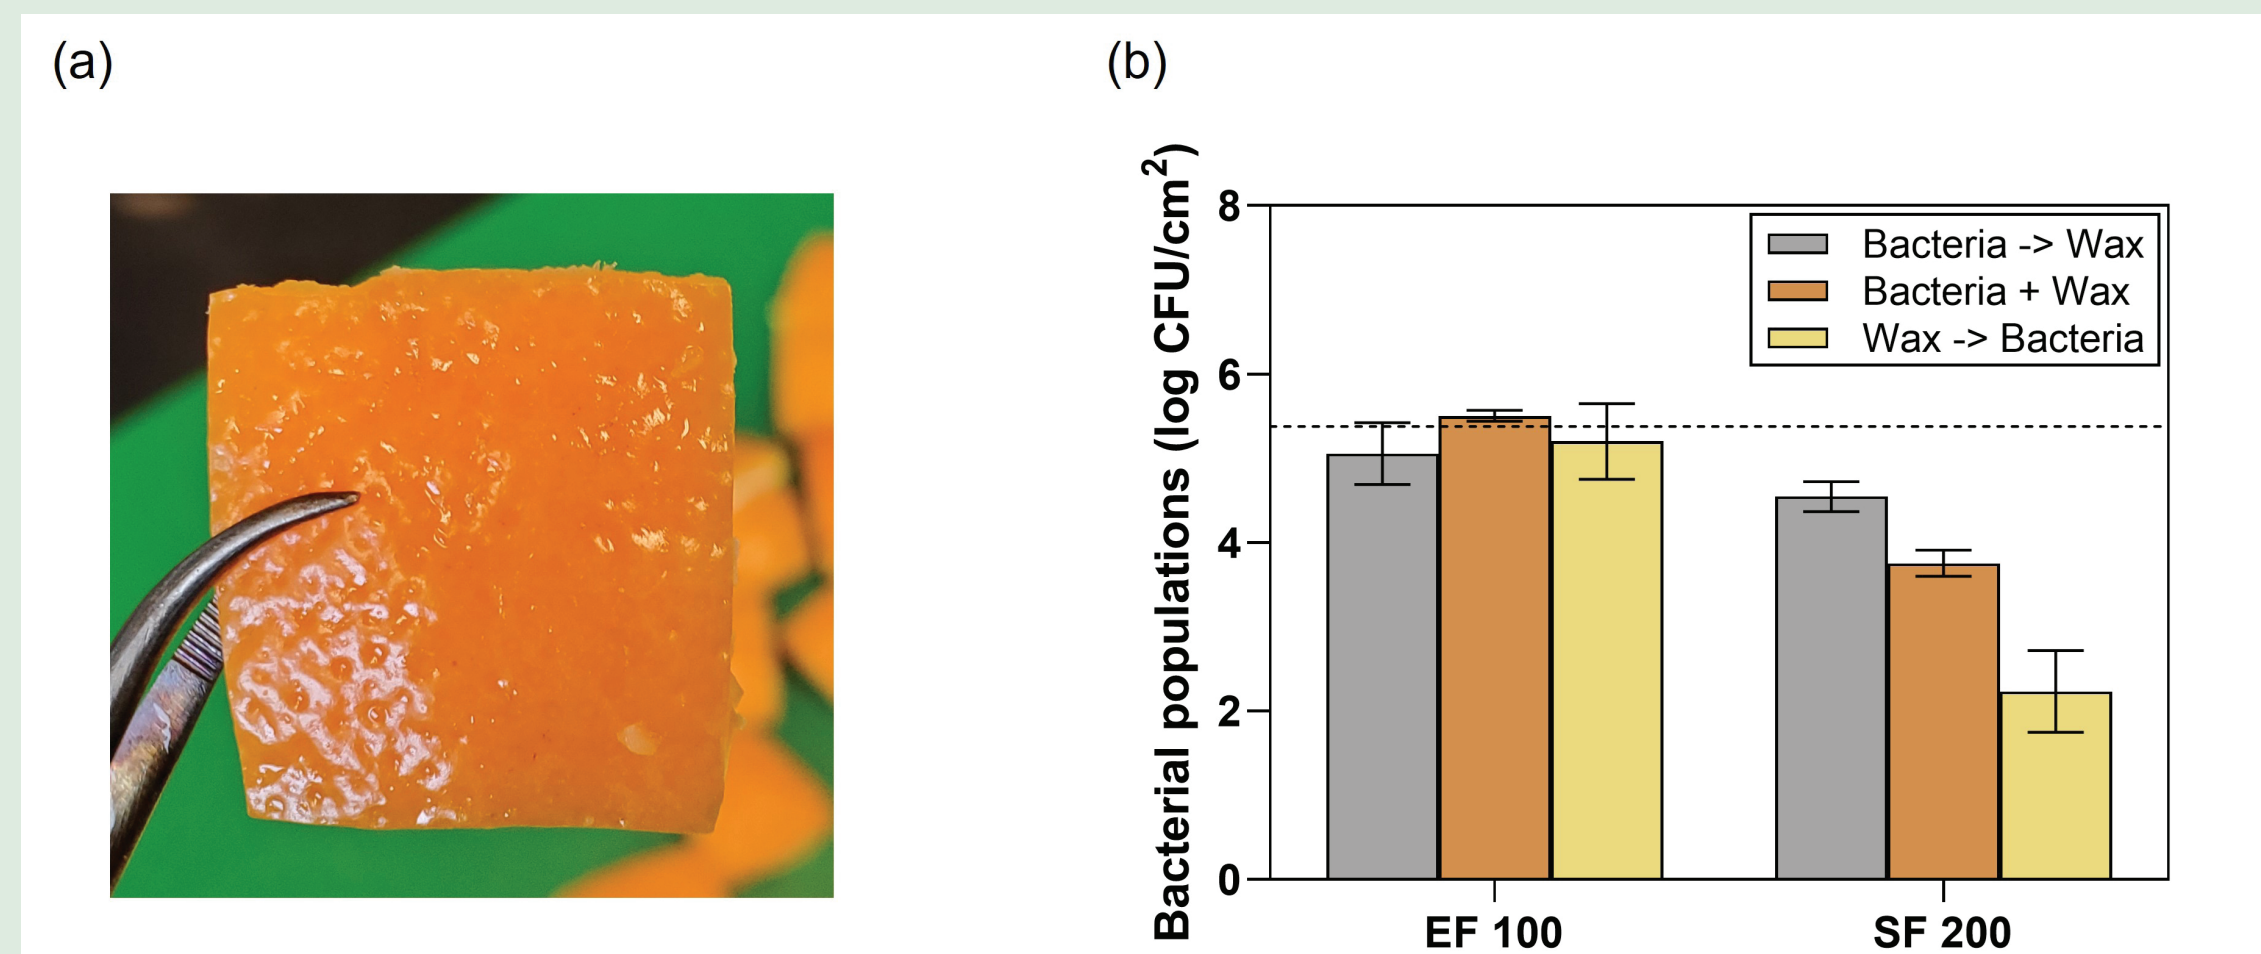 (a)
(b)
Bacterial populations (log CFU/cm²)
8
6
4
2
0
Bacteria -> Wax
Bacteria + Wax
Wax -> Bacteria
EF 100
SF 200